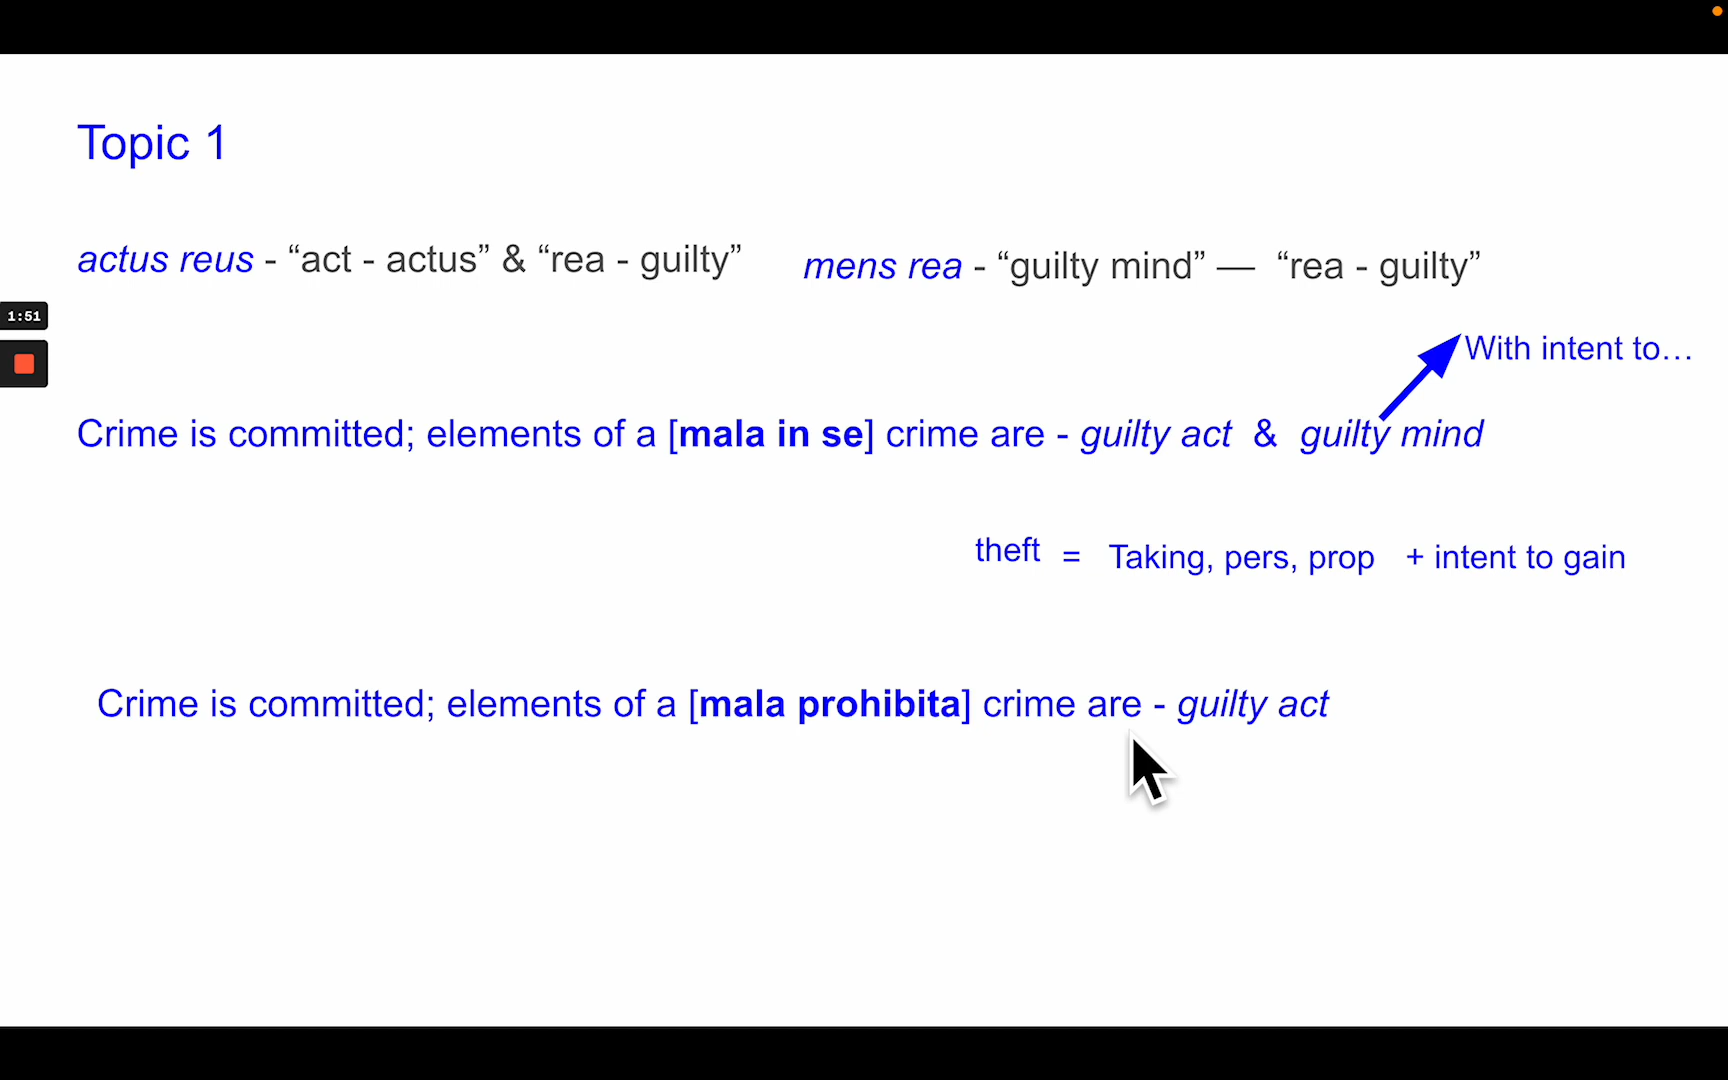 Topic 1
actus reus - “act - actus” & “rea - guilty”
mens rea - “guilty mind” — “rea - guilty”
1:51
With intent to…
Crime is committed; elements of a [mala in se] crime are - guilty act & guilty mind
theft = Taking, pers, prop + intent to gain
Crime is committed; elements of a [mala prohibita] crime are - guilty act